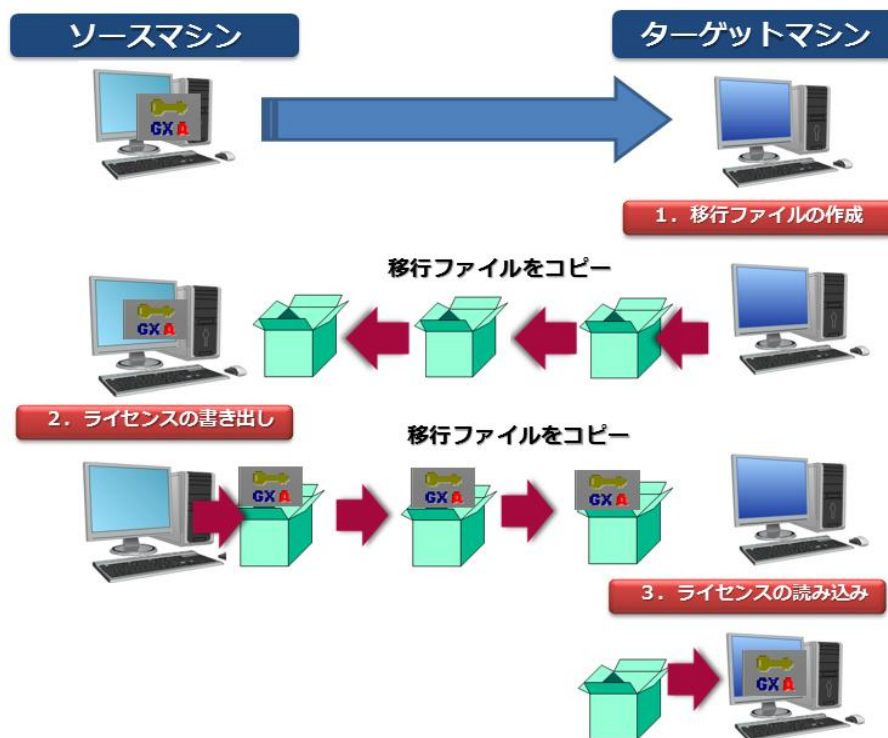 ソースマシン
ターゲットマシン
GX A
1．移行ファイルの作成
移行ファイルをコピー
GX A
2．ライセンスの書き出し
移行ファイルをコピー
GX A
GX A
GX A
3．ライセンスの読み込み
GX A